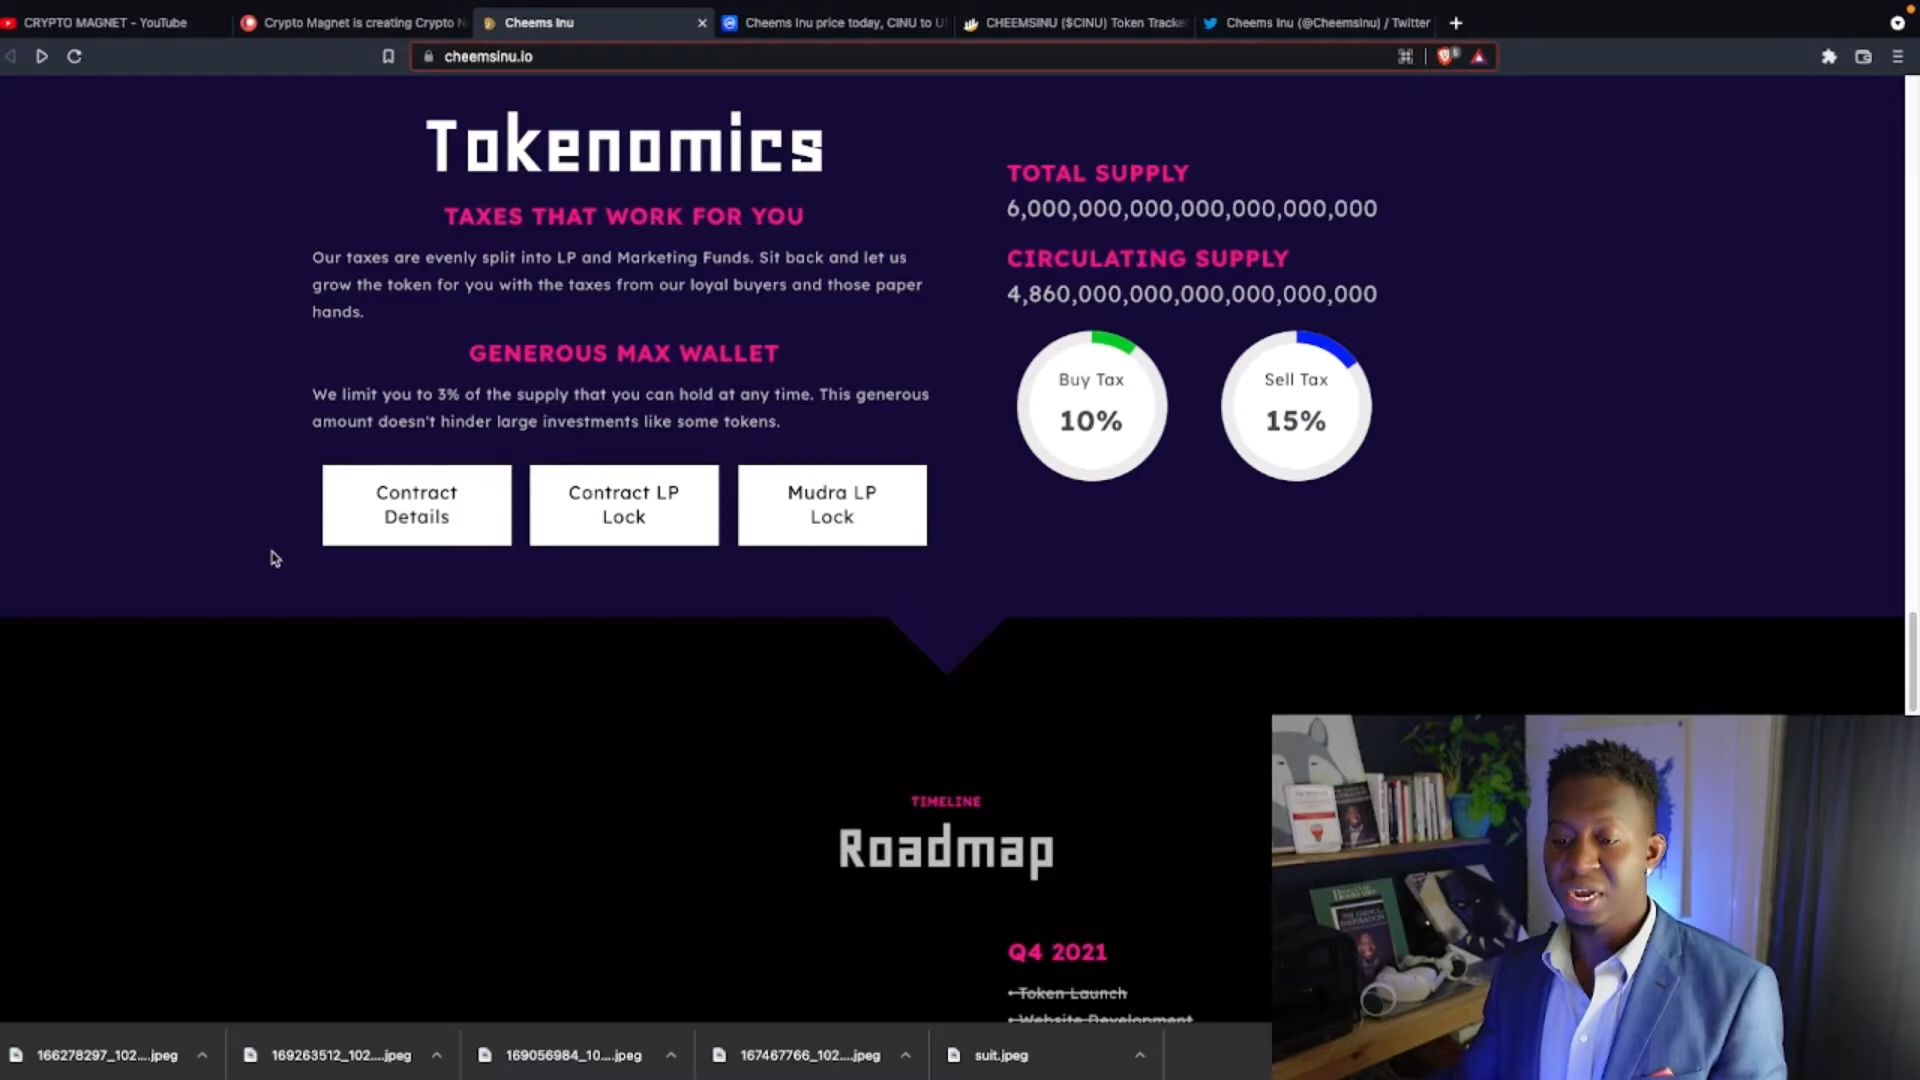 CRYPTO MAGNET - YouTube
Crypto Magnet is creating Crypto N
Cheems Inu
Cheems Inu price today, CINU to U
CHEEMSINU ($CINU) Token Tracke
Cheems Inu (@CheemsInu) / Twitter
cheemsinu.io
Tokenomics
TAXES THAT WORK FOR YOU
Our taxes are evenly split into LP and Marketing Funds. Sit back and let us
grow the token for you with the taxes from our loyal buyers and those paper
hands.
GENEROUS MAX WALLET
We limit you to 3% of the supply that you can hold at any time. This generous
amount doesn't hinder large investments like some tokens.
Contract
Details
Contract LP
Lock
Mudra LP
Lock
TOTAL SUPPLY
6,000,000,000,000,000,000,000
CIRCULATING SUPPLY
4,860,000,000,000,000,000,000
Buy Tax
10%
Sell Tax
15%
TIMELINE
Roadmap
Q4 2021
• Token Launch
• Website Development
166278297_102....jpeg
169263512_102....jpeg
169056984_10....jpeg
167467766_102....jpeg
suit.jpeg